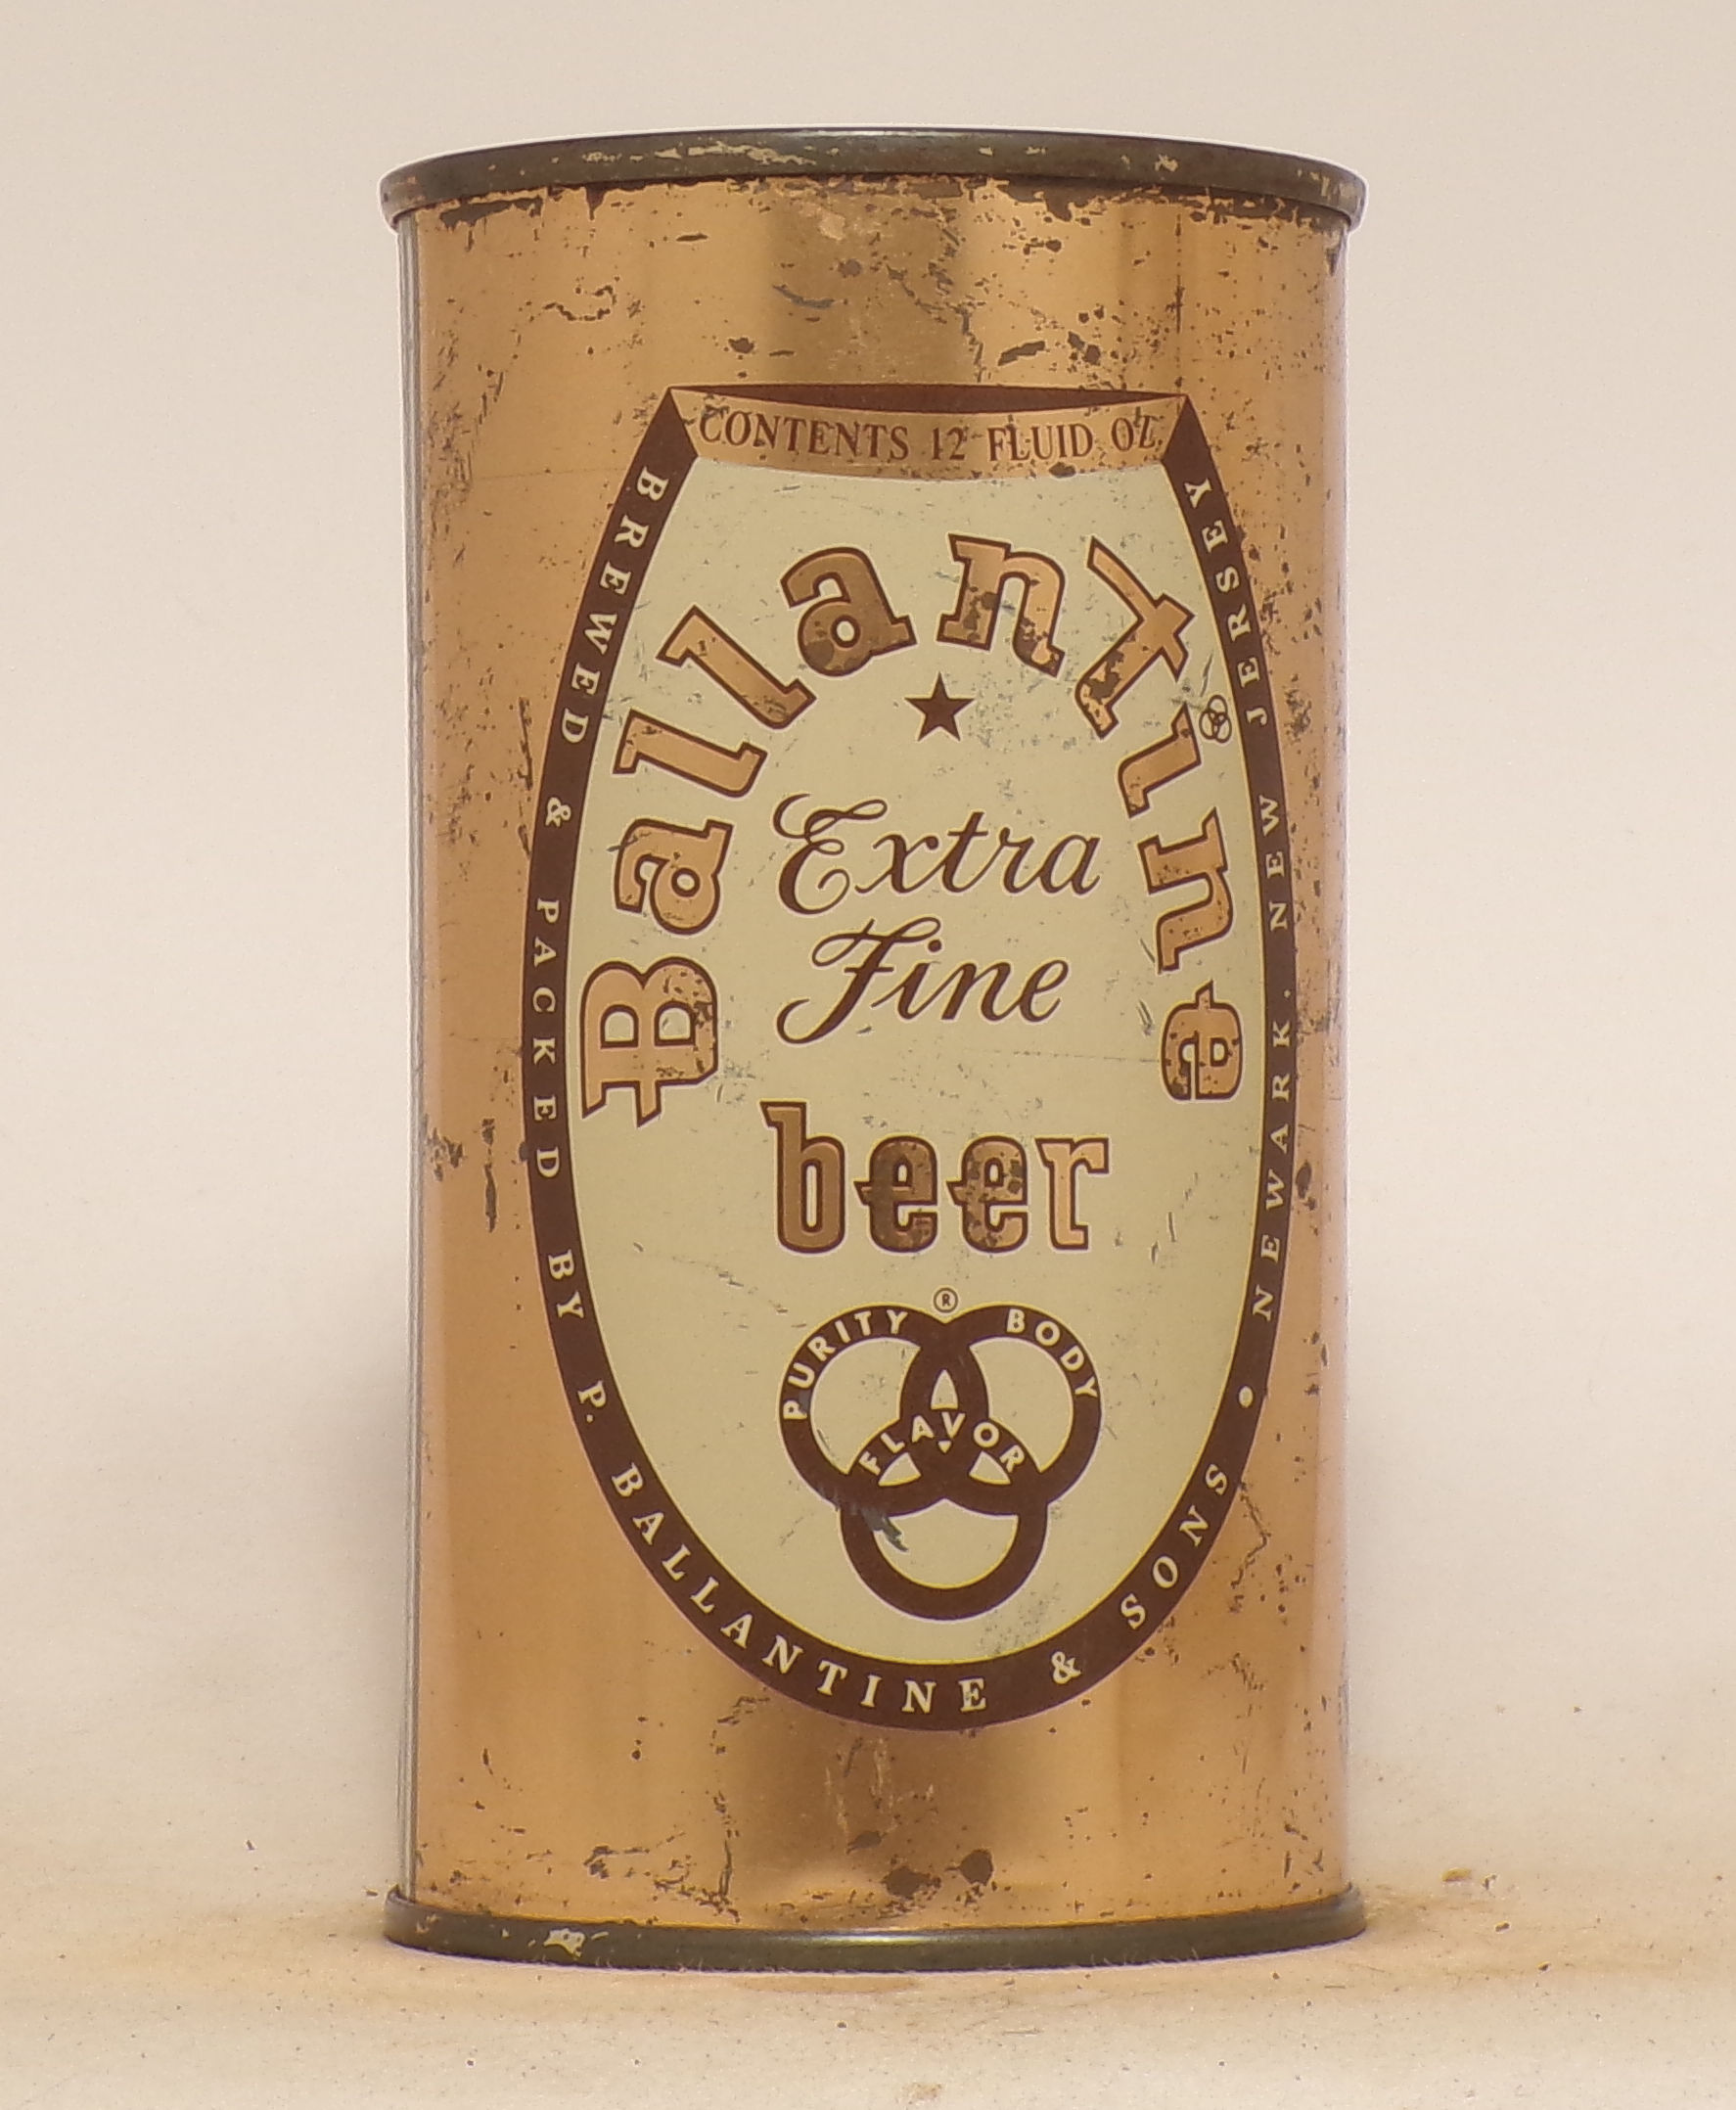 CONTENTS 12 FLUID OZ.
Ballantine
Extra
Fine
beer
®
PURITY BODY
FLAVOR
BREWED & PACKED BY P. BALLANTINE & SONS • NEWARK. NEW JERSEY